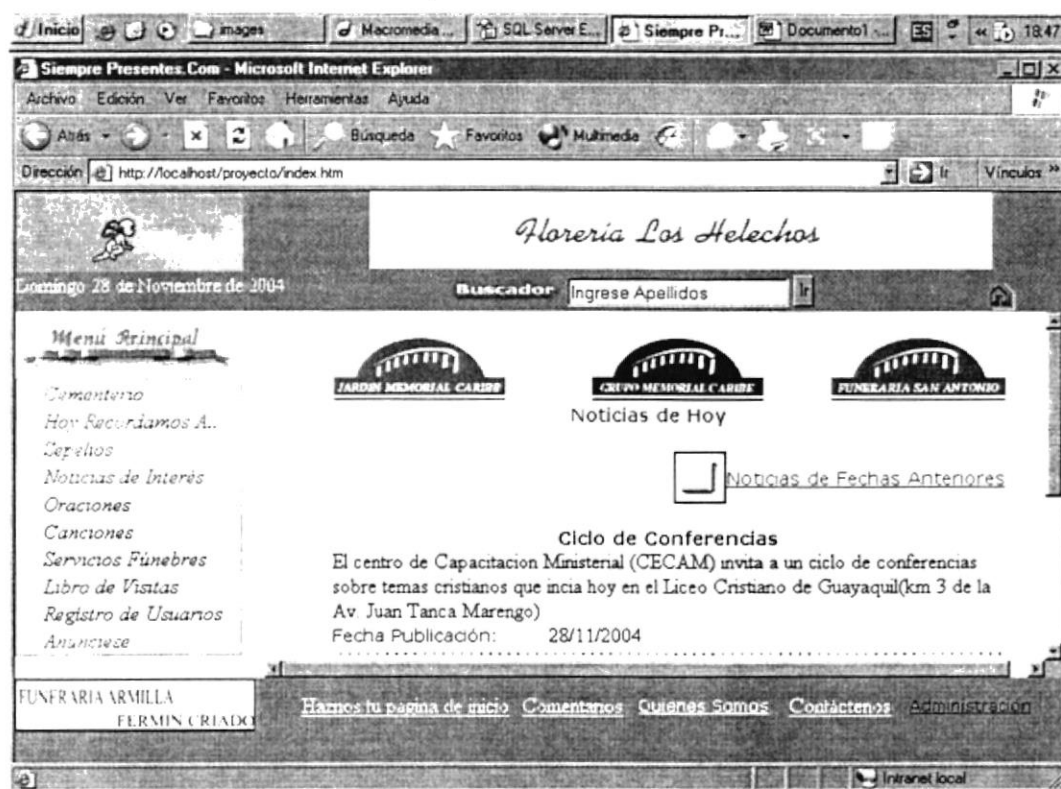 Inicio images Macromedia ... SQL Server E... Siempre Pr... Documento1 -... ES « 18:47
Siempre Presentes.Com - Microsoft Internet Explorer
Archivo Edición Ver Favoritos Herramientas Ayuda
Atrás Búsqueda Favoritos Multimedia
Dirección http://localhost/proyecto/index.htm Ir Vínculos »
Florería Los Helechos
Domingo 28 de Noviembre de 2004
Buscador Ingrese Apellidos Ir
Menú Principal
Cementerio
Hoy Recordamos A..
Sepelios
Noticias de Interés
Oraciones
Canciones
Servicios Fúnebres
Libro de Visitas
Registro de Usuarios
Anunciese
JARDIN MEMORIAL CARIBE GRUPO MEMORIAL CARIBE FUNERARIA SAN ANTONIO
Noticias de Hoy
Noticias de Fechas Anteriores
Ciclo de Conferencias
El centro de Capacitacion Ministerial (CECAM) invita a un ciclo de conferencias
sobre temas cristianos que incia hoy en el Liceo Cristiano de Guayaquil(km 3 de la
Av. Juan Tanca Marengo)
Fecha Publicación: 28/11/2004
FUNERARIA ARMILLA
FERMIN CRIADO
Haznos tu pagina de inicio Comentarios Quienes Somos Contáctenos Administración
Intranet local